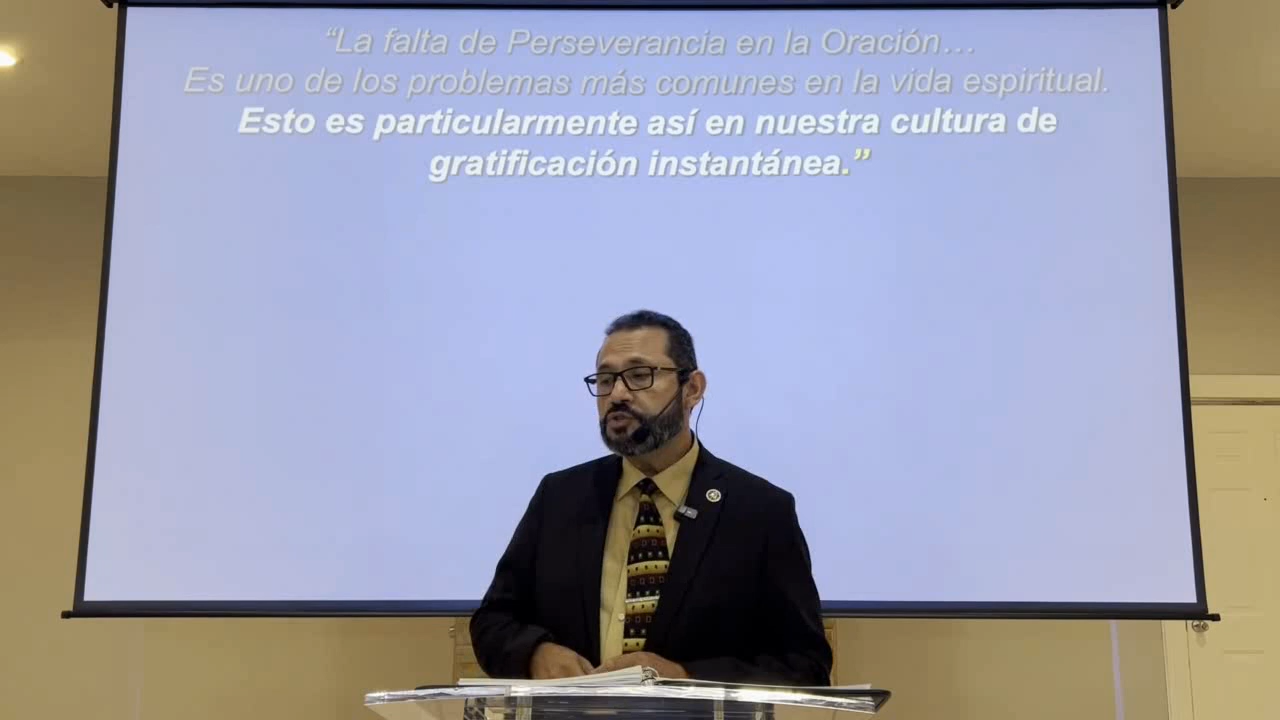 “La falta de Perseverancia en la Oración…
Es uno de los problemas más comunes en la vida espiritual.
Esto es particularmente así en nuestra cultura de
gratificación instantánea.”